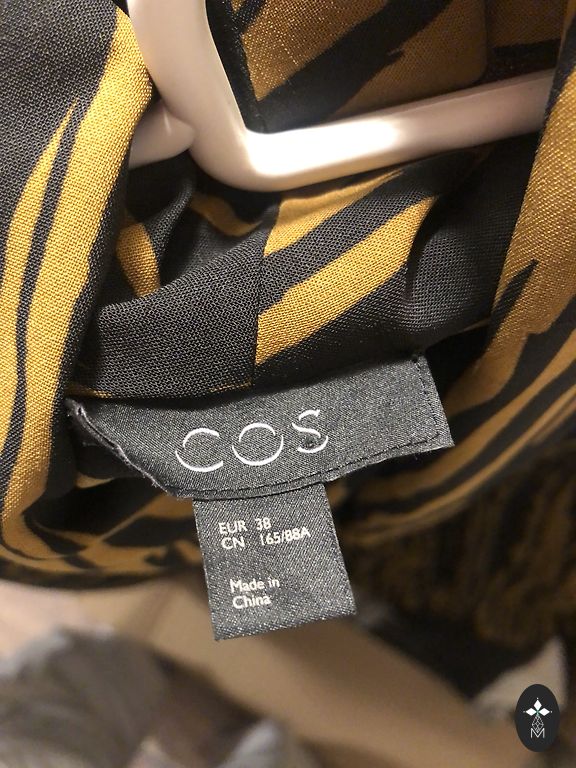 COS
EUR 38
CN 165/88A
Made in
China
M